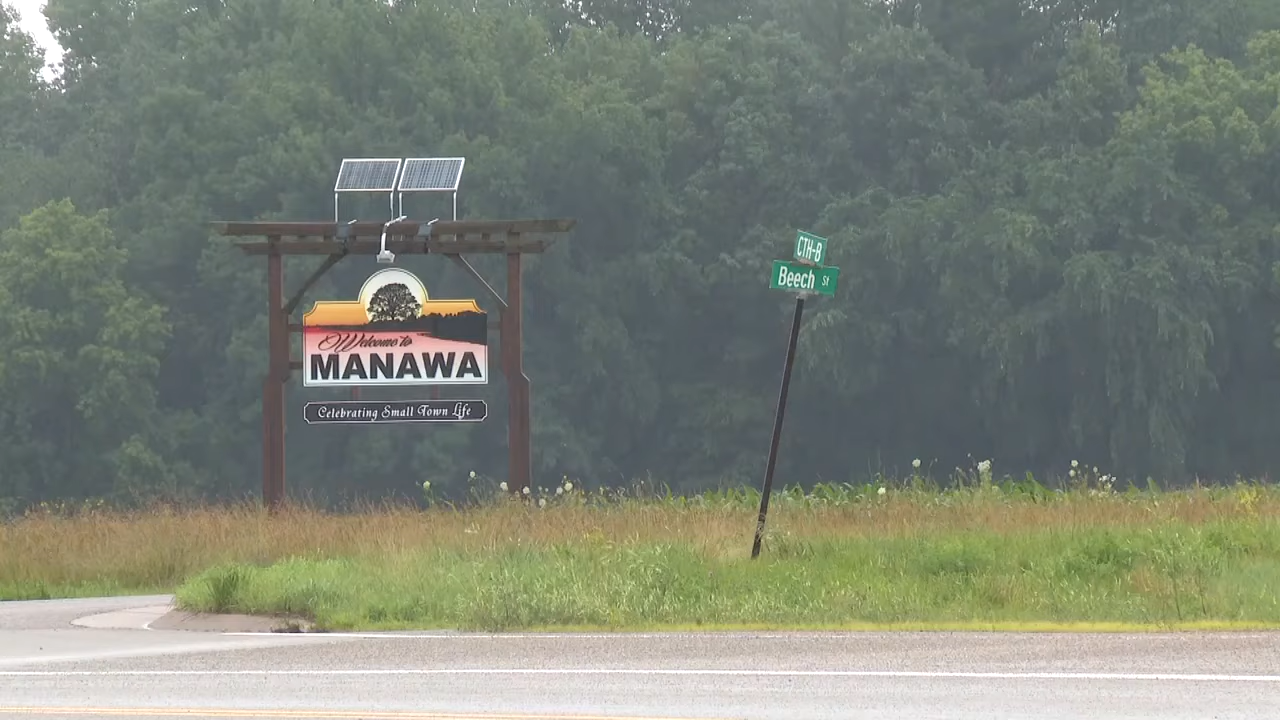 Welcome to
MANAWA
Celebrating Small Town Life
CTH-B
Beech St